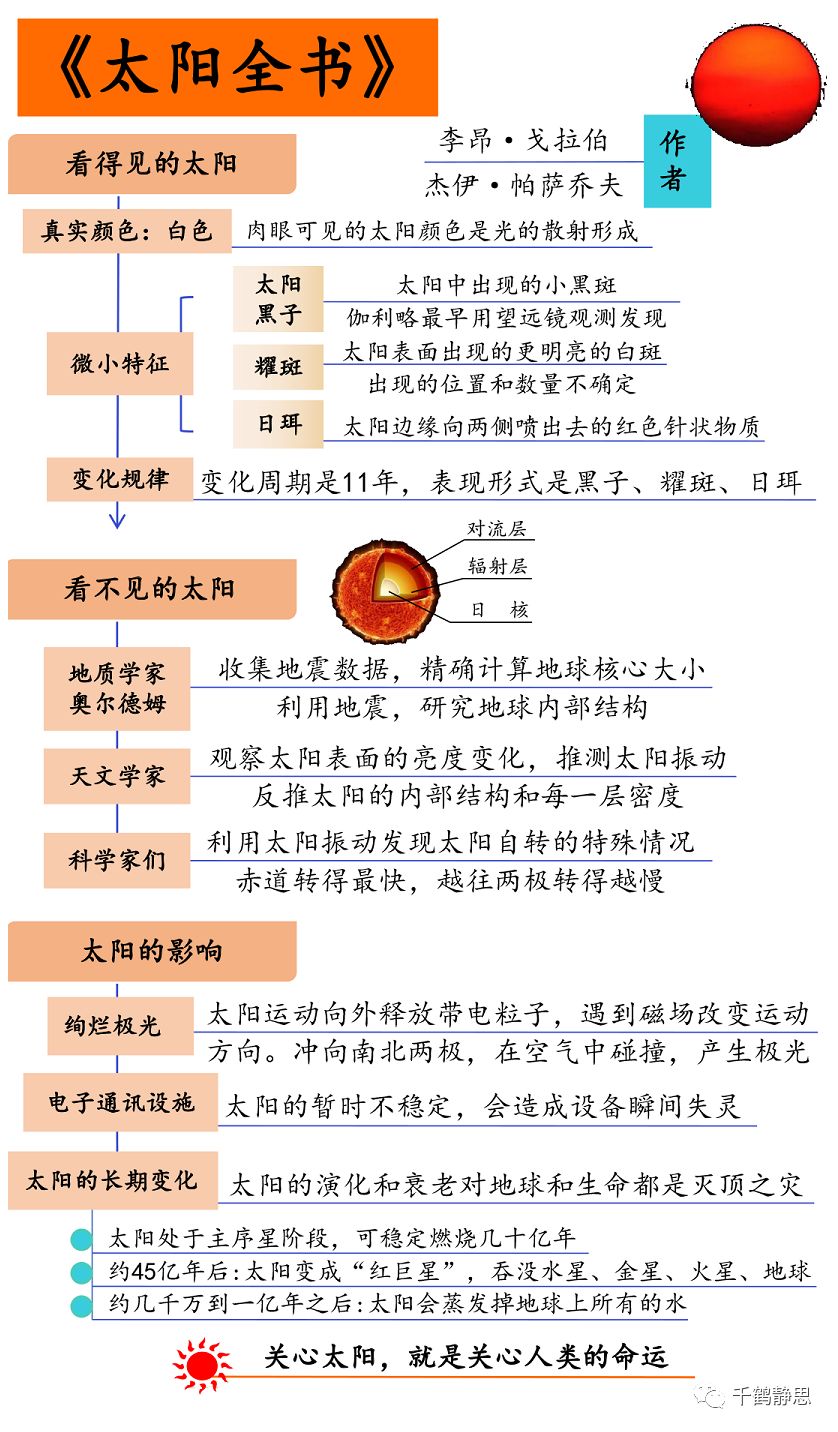 《太阳全书》
李昂·戈拉伯
杰伊·帕萨乔夫
作者
看得见的太阳
真实颜色：白色
肉眼可见的太阳颜色是光的散射形成
微小特征
太阳
黑子
太阳中出现的小黑斑
伽利略最早用望远镜观测发现
耀斑
太阳表面出现的更明亮的白斑
出现的位置和数量不确定
日珥
太阳边缘向两侧喷出去的红色针状物质
变化规律
变化周期是11年，表现形式是黑子、耀斑、日珥
看不见的太阳
对流层
辐射层
日 核
地质学家
奥尔德姆
收集地震数据，精确计算地球核心大小
利用地震，研究地球内部结构
天文学家
观察太阳表面的亮度变化，推测太阳振动
反推太阳的内部结构和每一层密度
科学家们
利用太阳振动发现太阳自转的特殊情况
赤道转得最快，越往两极转得越慢
太阳的影响
绚烂极光
太阳运动向外释放带电粒子，遇到磁场改变运动
方向。冲向南北两极，在空气中碰撞，产生极光
电子通讯设施
太阳的暂时不稳定，会造成设备瞬间失灵
太阳的长期变化
太阳的演化和衰老对地球和生命都是灭顶之灾
太阳处于主序星阶段，可稳定燃烧几十亿年
约45亿年后:太阳变成“红巨星”，吞没水星、金星、火星、地球
约几千万到一亿年之后:太阳会蒸发掉地球上所有的水
关心太阳，就是关心人类的命运
千鹤静思